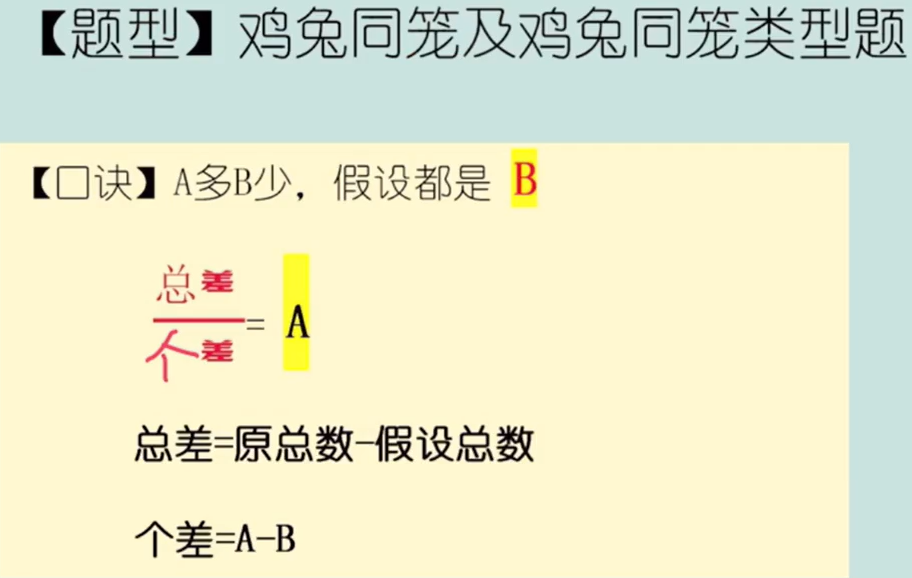 【题型】鸡兔同笼及鸡兔同笼类型题
【口诀】A多B少，假设都是 B
总差
个差
= A
总差=原总数-假设总数
个差=A-B